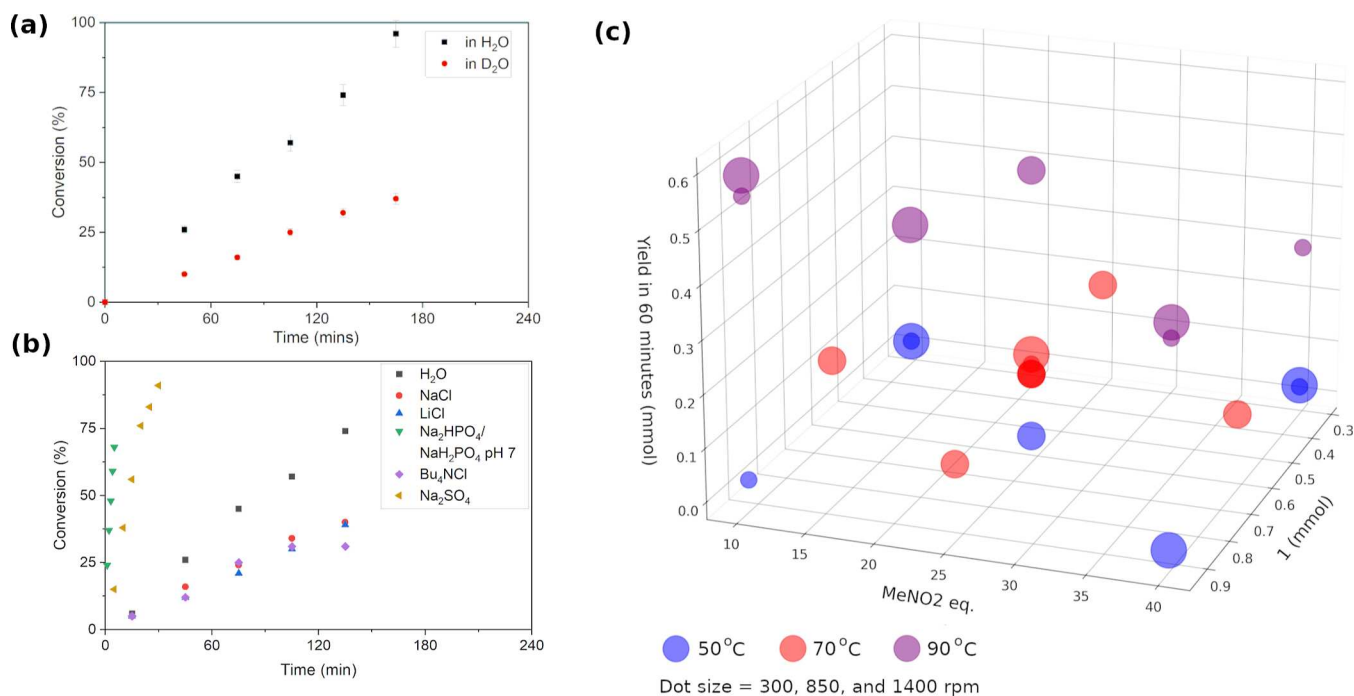 (a)
100
75
50
25
0
Conversion (%)
in H₂O
in D₂O
0 60 120 180 240
Time (mins)
(b)
100
75
50
25
0
Conversion (%)
H₂O
NaCl
LiCl
Na₂HPO₄/
NaH₂PO₄ pH 7
Bu₄NCl
Na₂SO₄
0 60 120 180 240
Time (min)
(c)
0.6
0.5
0.4
0.3
0.2
0.1
0.0
Yield in 60 minutes (mmol)
10 15 20 25 30 35 40
MeNO2 eq.
0.3
0.4
0.5
0.6
0.7
0.8
0.9
1 (mmol)
50°C 70°C 90°C
Dot size = 300, 850, and 1400 rpm